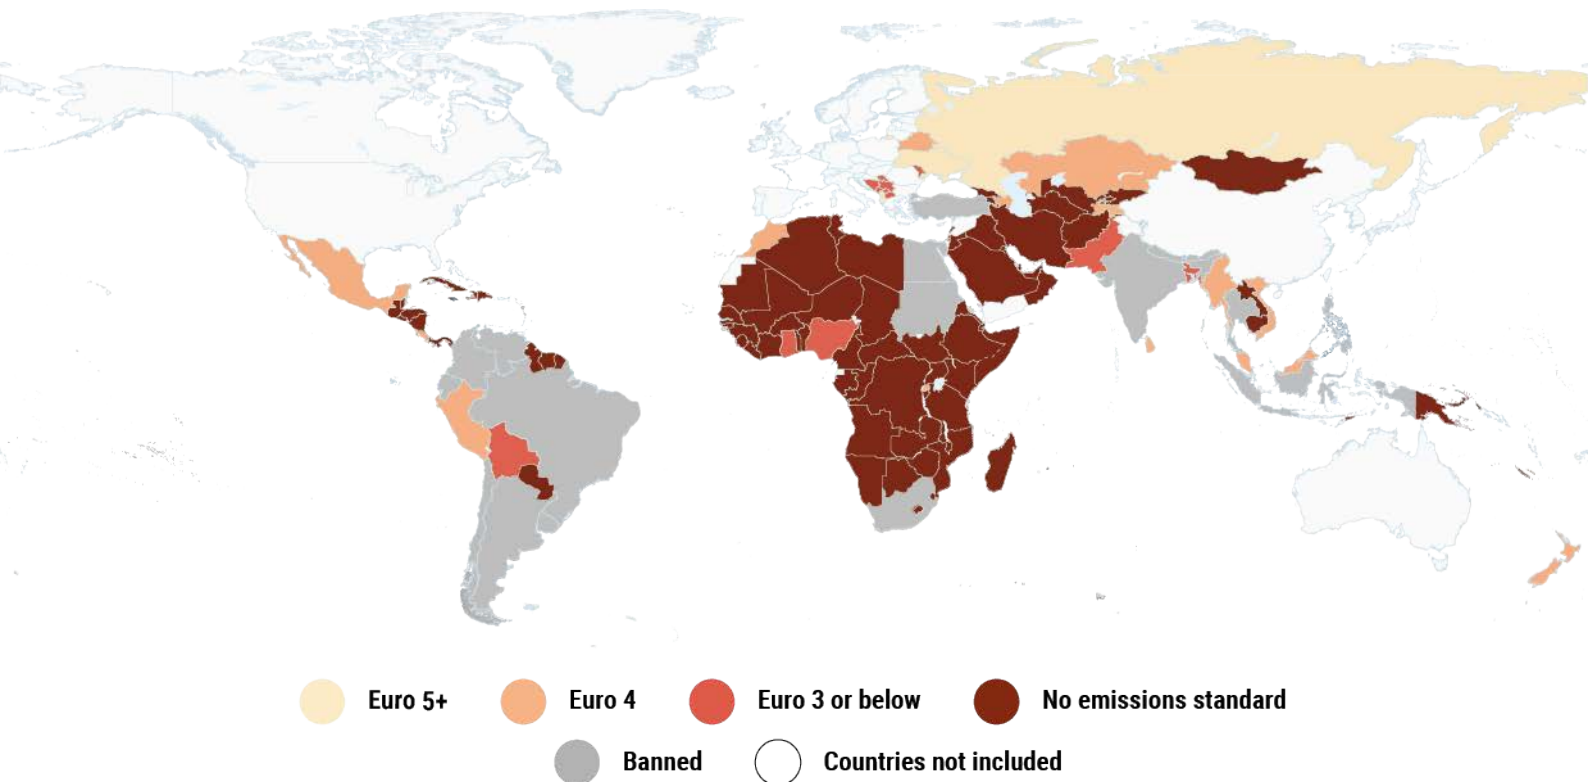 Euro 5+
Euro 4
Euro 3 or below
No emissions standard
Banned
Countries not included